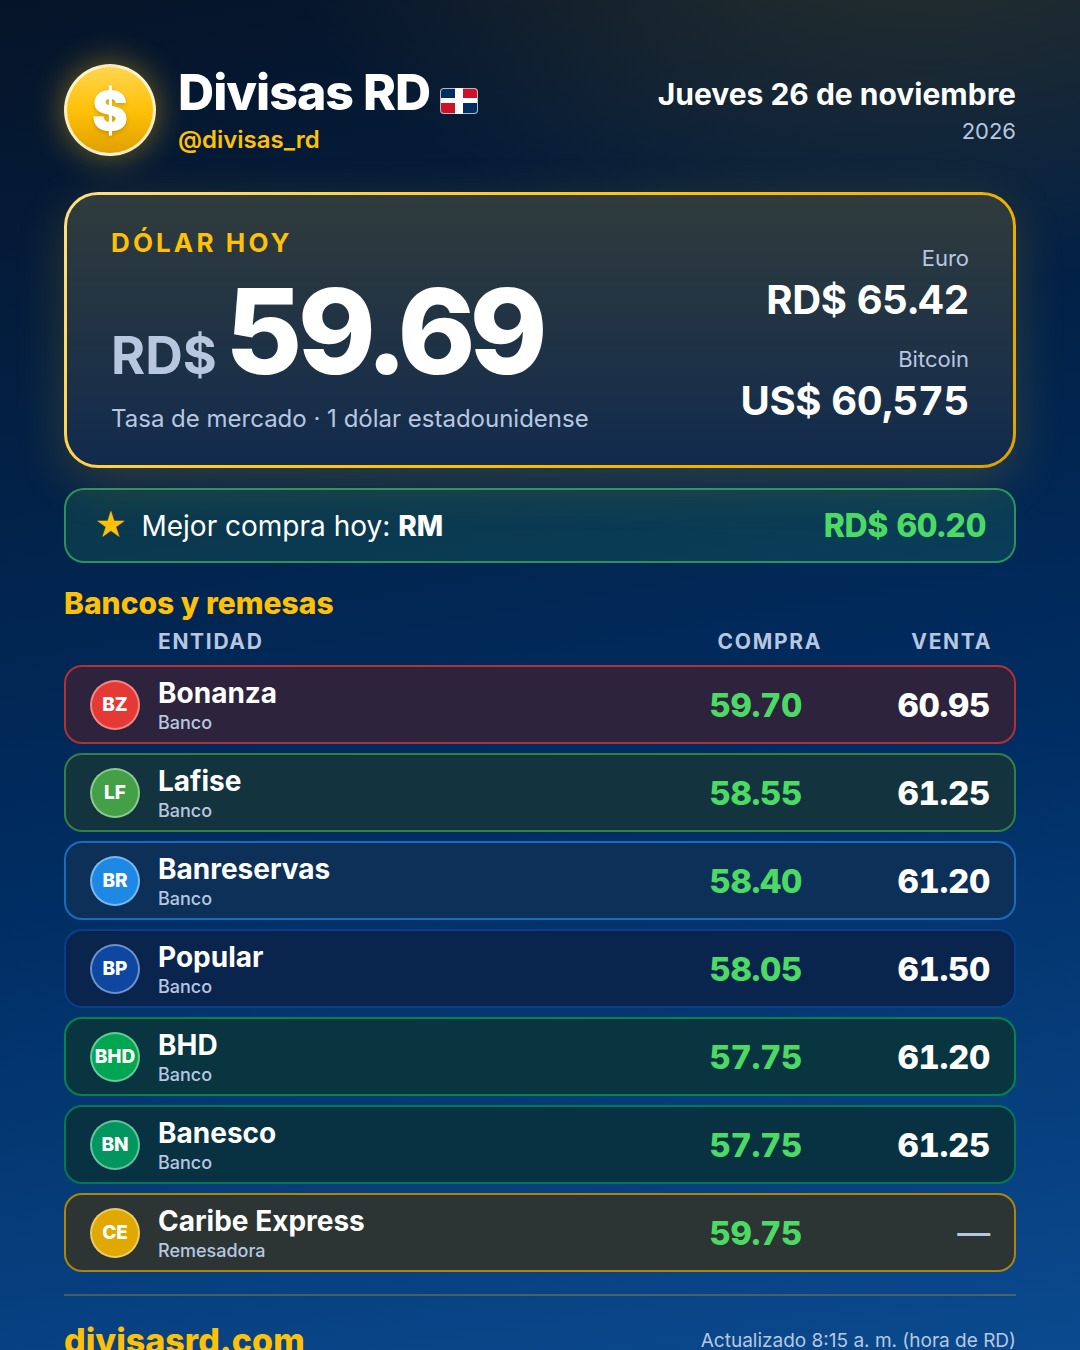 $
Divisas RD
@divisas_rd
Jueves 26 de noviembre
2026
DÓLAR HOY
RD$ 59.69
Tasa de mercado · 1 dólar estadounidense
Euro
RD$ 65.42
Bitcoin
US$ 60,575
★ Mejor compra hoy: RM RD$ 60.20
Bancos y remesas
ENTIDAD COMPRA VENTA
BZ Bonanza 59.70 60.95
Banco
LF Lafise 58.55 61.25
Banco
BR Banreservas 58.40 61.20
Banco
BP Popular 58.05 61.50
Banco
BHD BHD 57.75 61.20
Banco
BN Banesco 57.75 61.25
Banco
CE Caribe Express 59.75 —
Remesadora
divisasrd.com Actualizado 8:15 a. m. (hora de RD)